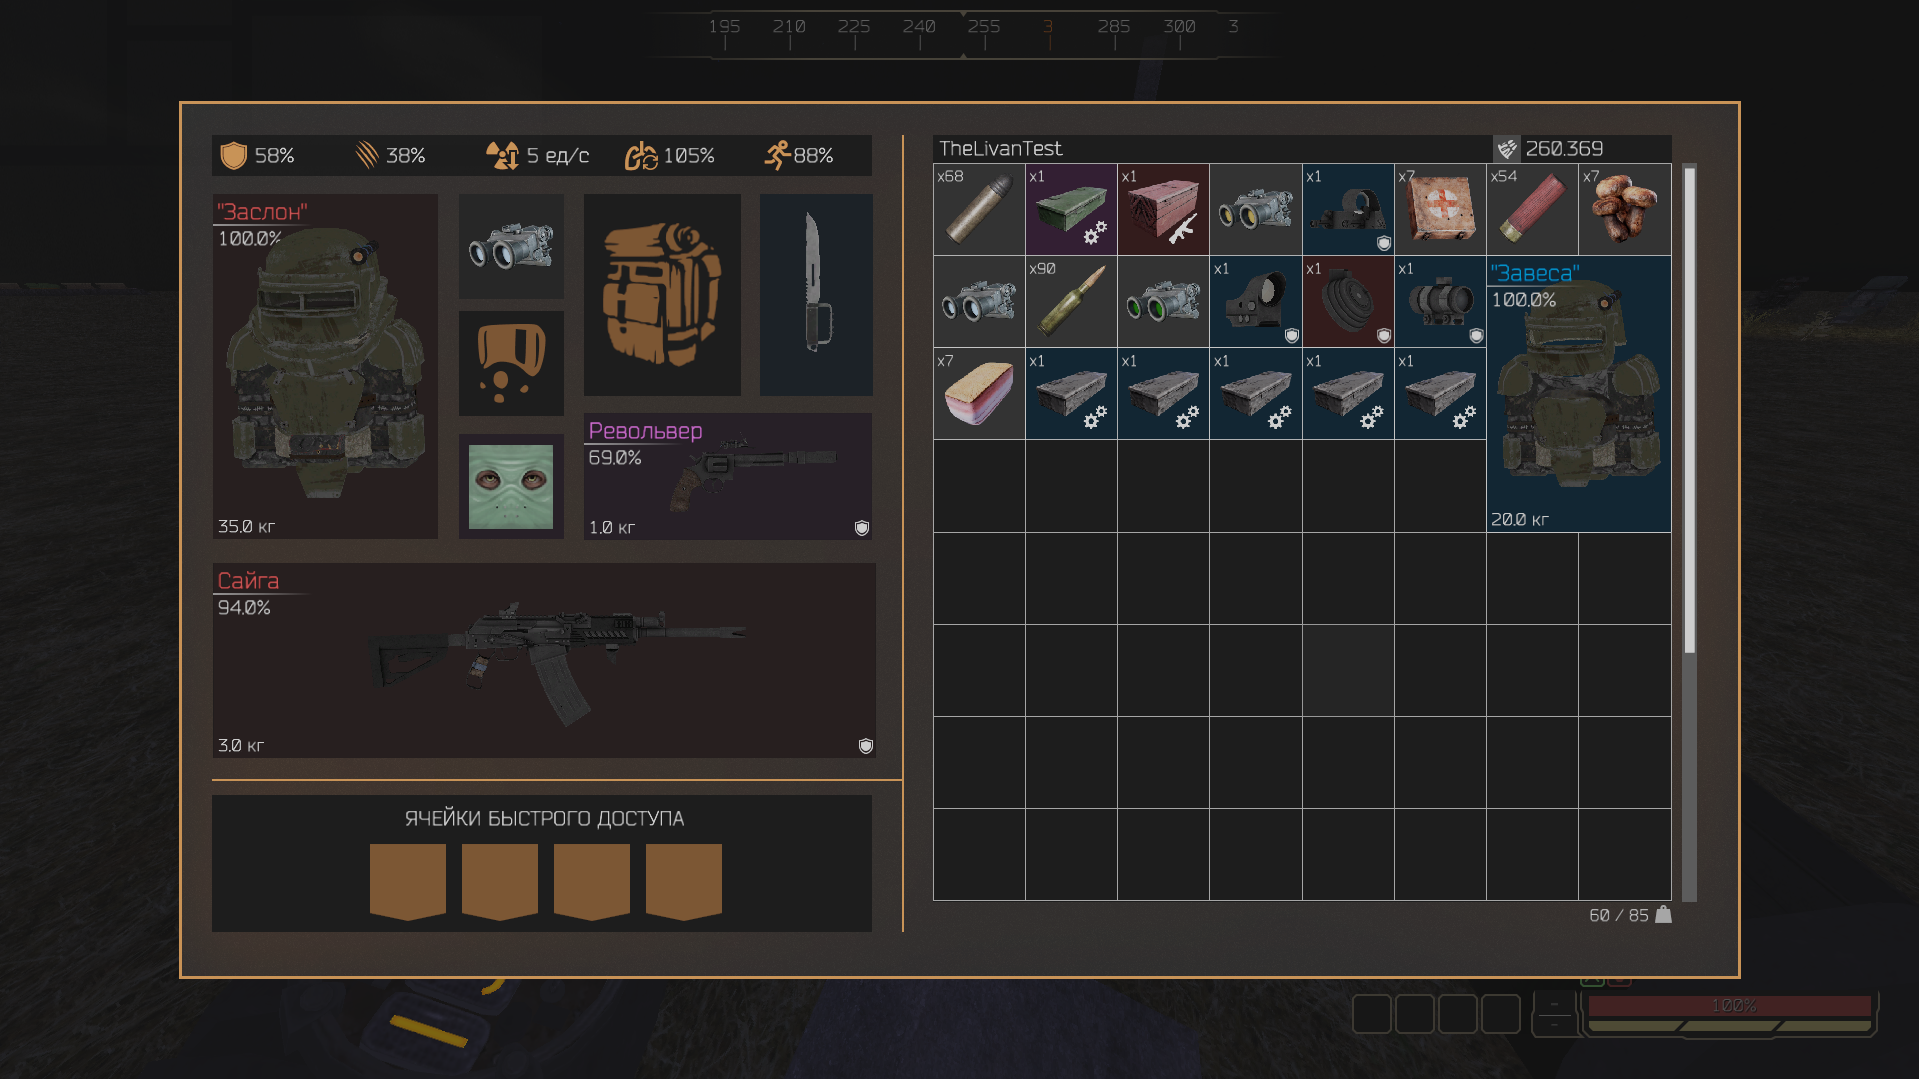 195 210 225 240 255 3 285 300 3
58% 38% 5 ед/с 105% 88%
"Заслон"
100.0%
35.0 кг
Револьвер
69.0%
1.0 кг
Сайга
94.0%
3.0 кг
ЯЧЕЙКИ БЫСТРОГО ДОСТУПА
TheLivanTest 260.369
x68 x1 x1 x1 x7 x54 x7
x90 x1 x1 x1
"Завеса"
100.0%
x7 x1 x1 x1 x1 x1
20.0 кг
60 / 85
100%